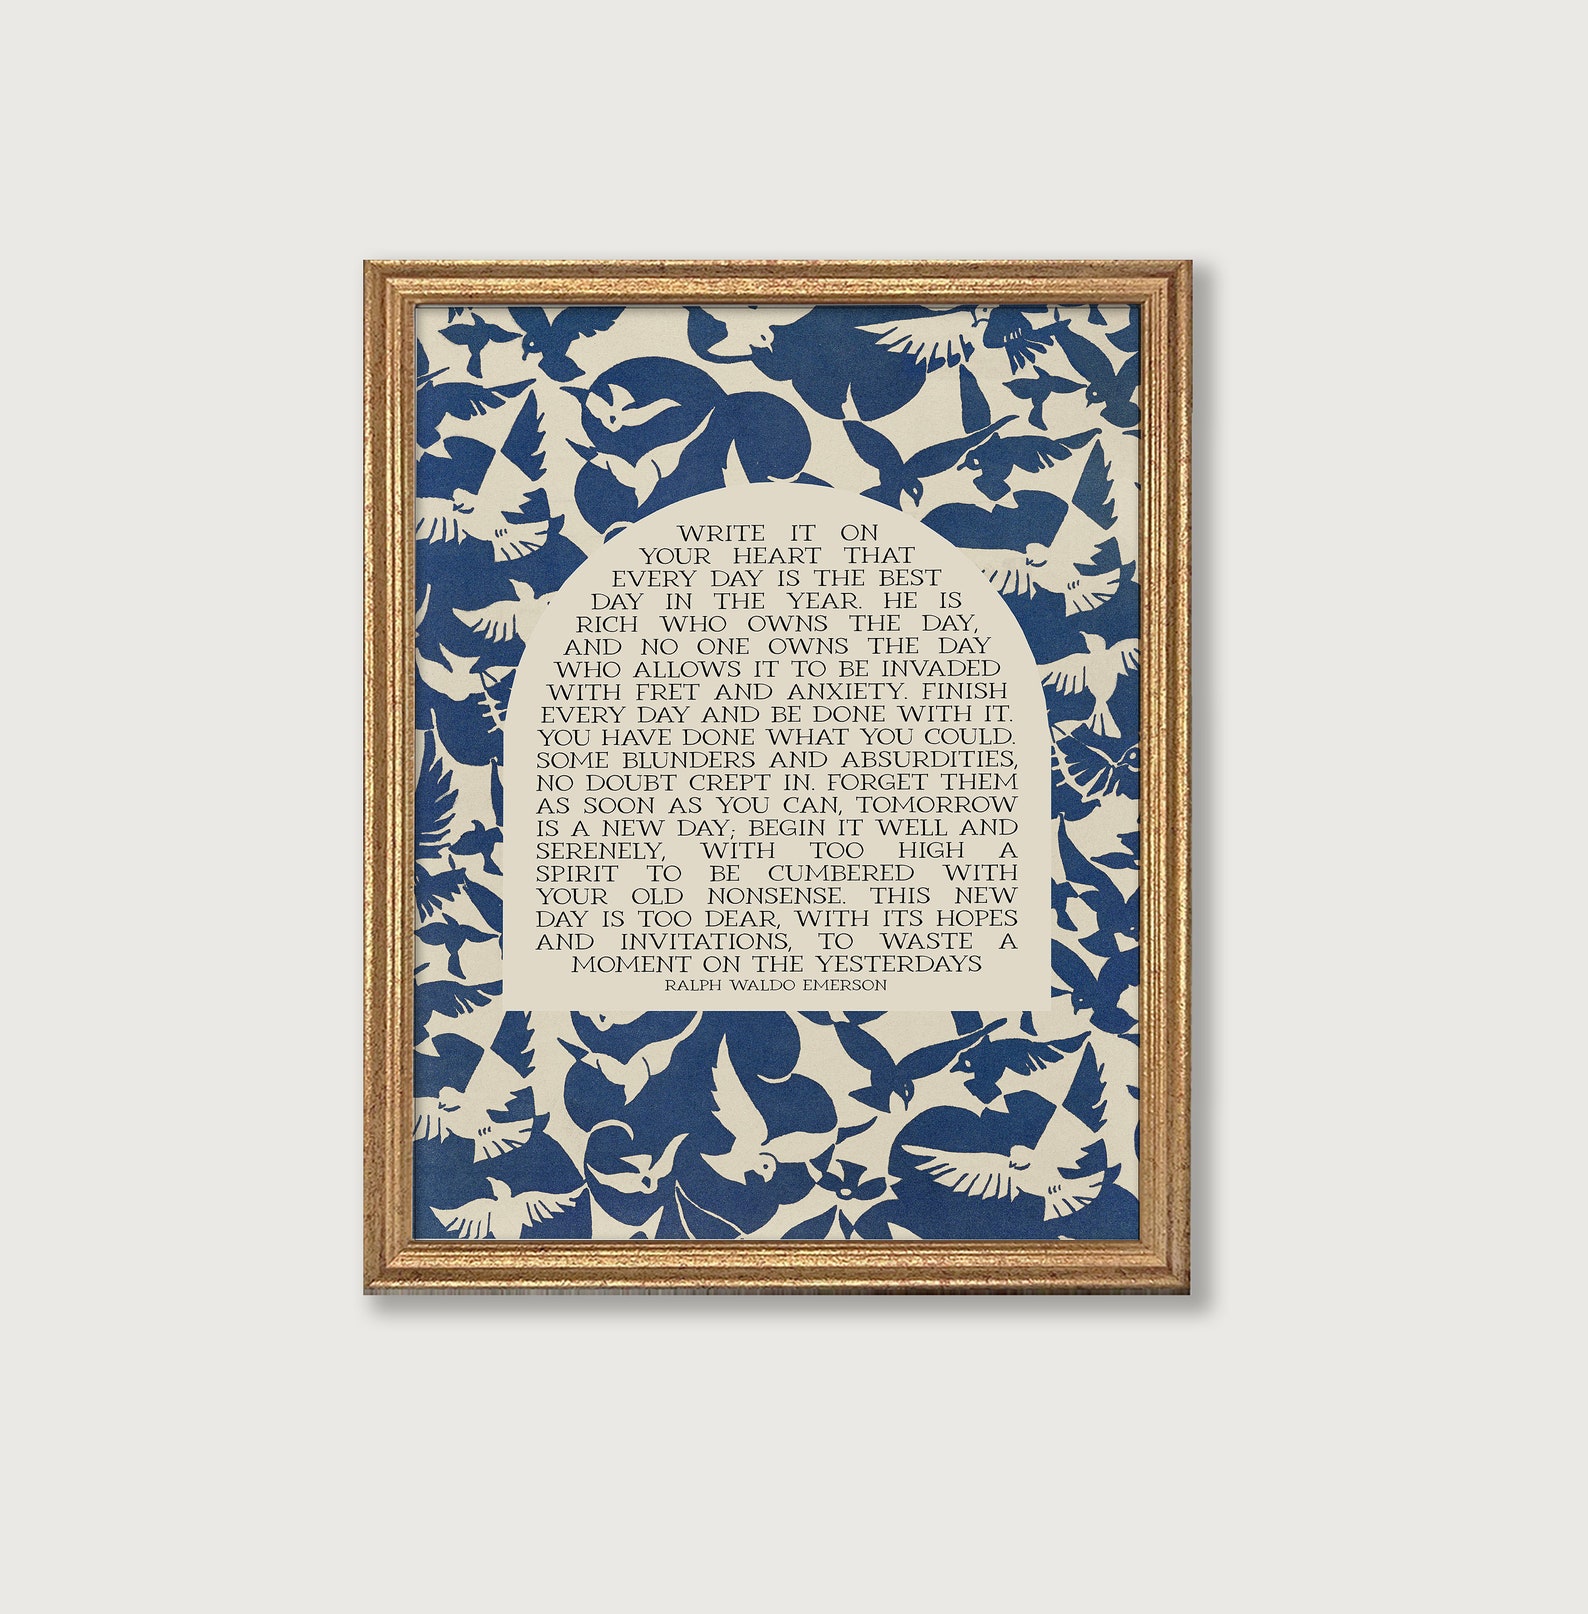 WRITE IT ON
YOUR HEART THAT
EVERY DAY IS THE BEST
DAY IN THE YEAR. HE IS
RICH WHO OWNS THE DAY,
AND NO ONE OWNS THE DAY
WHO ALLOWS IT TO BE INVADED
WITH FRET AND ANXIETY. FINISH
EVERY DAY AND BE DONE WITH IT.
YOU HAVE DONE WHAT YOU COULD.
SOME BLUNDERS AND ABSURDITIES,
NO DOUBT CREPT IN. FORGET THEM
AS SOON AS YOU CAN, TOMORROW
IS A NEW DAY; BEGIN IT WELL AND
SERENELY, WITH TOO HIGH A
SPIRIT TO BE CUMBERED WITH
YOUR OLD NONSENSE. THIS NEW
DAY IS TOO DEAR, WITH ITS HOPES
AND INVITATIONS, TO WASTE A
MOMENT ON THE YESTERDAYS
RALPH WALDO EMERSON